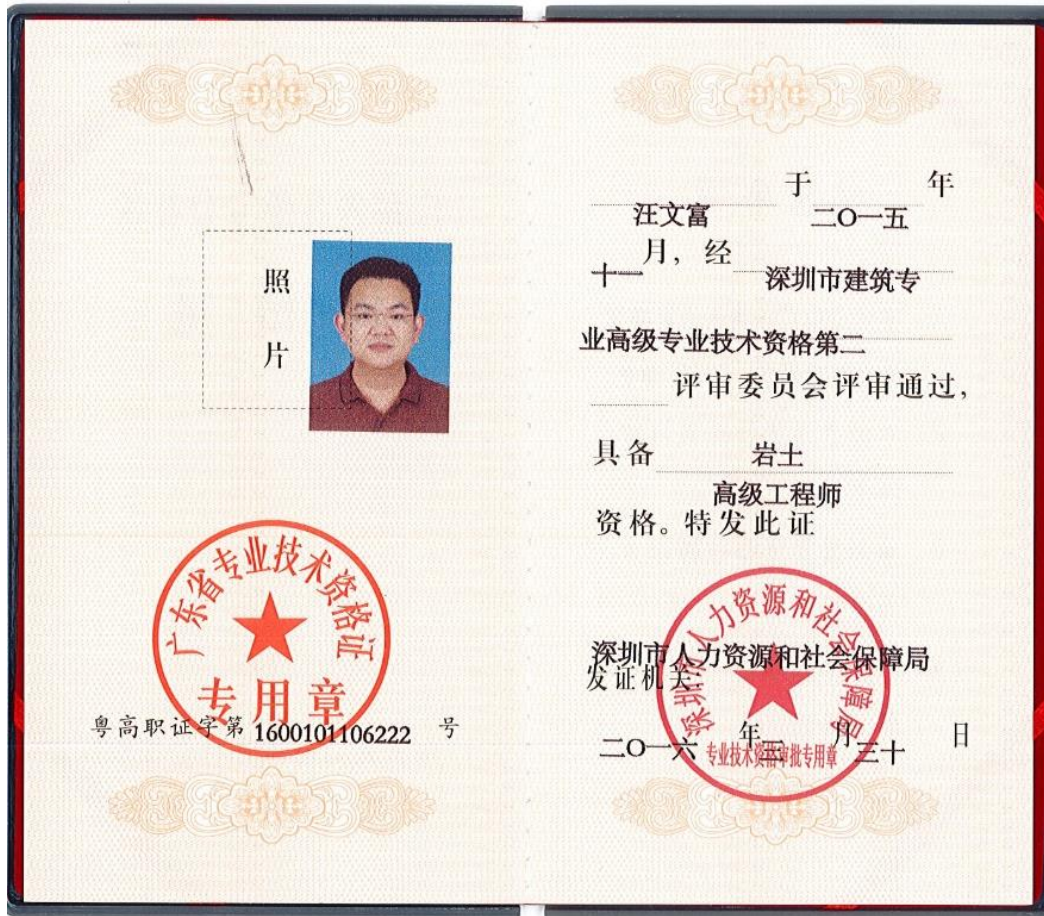 照
片
广东省专业技术资格证
专用章
粤高职证字第 1600101106222 号
汪文富 于 二〇一五 年
十一 月，经 深圳市建筑专
业高级专业技术资格第二
评审委员会评审通过，
具备 岩土
高级工程师
资格。特发此证
深圳市人力资源和社会保障局
深圳市人力资源和社会保障局
发证机关：
二〇一六 年 三 月 三十 日
专业技术资格审批专用章